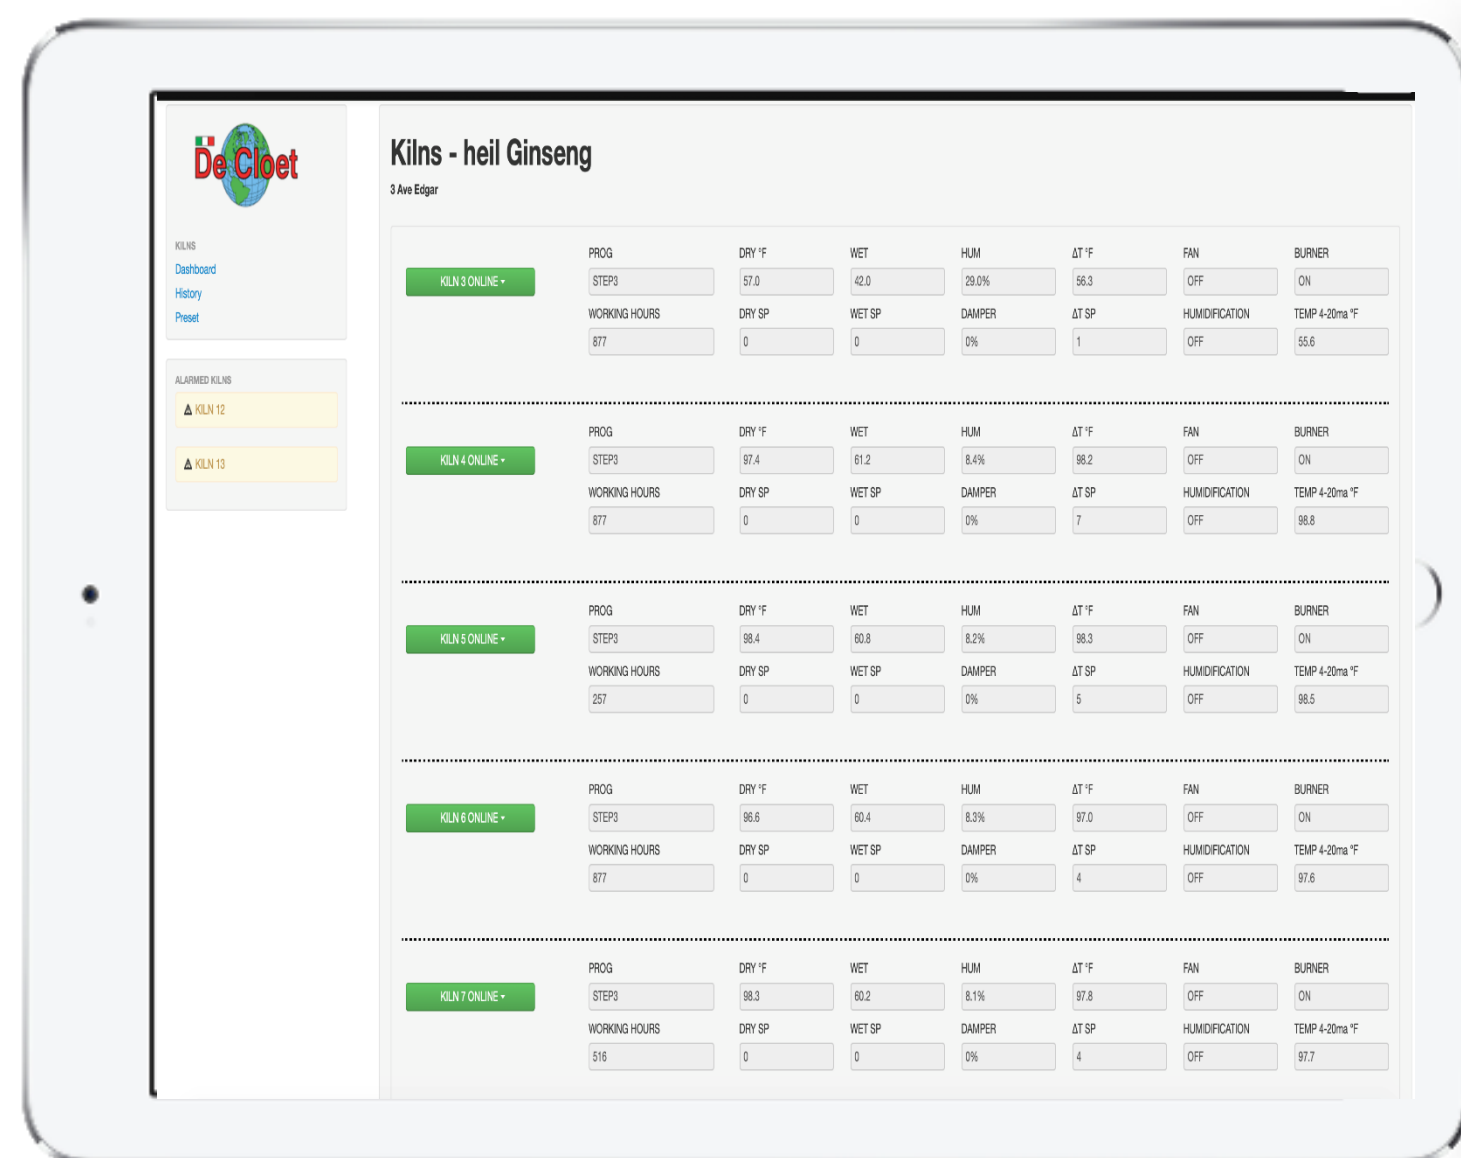 De Cloet
KILNS
Dashboard
History
Preset
ALARMED KILNS
KILN 12
KILN 13
Kilns - heil Ginseng
3 Ave Edgar
PROG DRY °F WET HUM ΔT °F FAN BURNER
KILN 3 ONLINE STEP3 57.0 42.0 29.0% 56.3 OFF ON
WORKING HOURS DRY SP WET SP DAMPER ΔT SP HUMIDIFICATION TEMP 4-20ma °F
877 0 0 0% 1 OFF 55.6
PROG DRY °F WET HUM ΔT °F FAN BURNER
KILN 4 ONLINE STEP3 97.4 61.2 8.4% 98.2 OFF ON
WORKING HOURS DRY SP WET SP DAMPER ΔT SP HUMIDIFICATION TEMP 4-20ma °F
877 0 0 0% 7 OFF 98.8
PROG DRY °F WET HUM ΔT °F FAN BURNER
KILN 5 ONLINE STEP3 98.4 60.8 8.2% 98.3 OFF ON
WORKING HOURS DRY SP WET SP DAMPER ΔT SP HUMIDIFICATION TEMP 4-20ma °F
257 0 0 0% 5 OFF 98.5
PROG DRY °F WET HUM ΔT °F FAN BURNER
KILN 6 ONLINE STEP3 96.6 60.4 8.3% 97.0 OFF ON
WORKING HOURS DRY SP WET SP DAMPER ΔT SP HUMIDIFICATION TEMP 4-20ma °F
877 0 0 0% 4 OFF 97.6
PROG DRY °F WET HUM ΔT °F FAN BURNER
KILN 7 ONLINE STEP3 98.3 60.2 8.1% 97.8 OFF ON
WORKING HOURS DRY SP WET SP DAMPER ΔT SP HUMIDIFICATION TEMP 4-20ma °F
516 0 0 0% 4 OFF 97.7